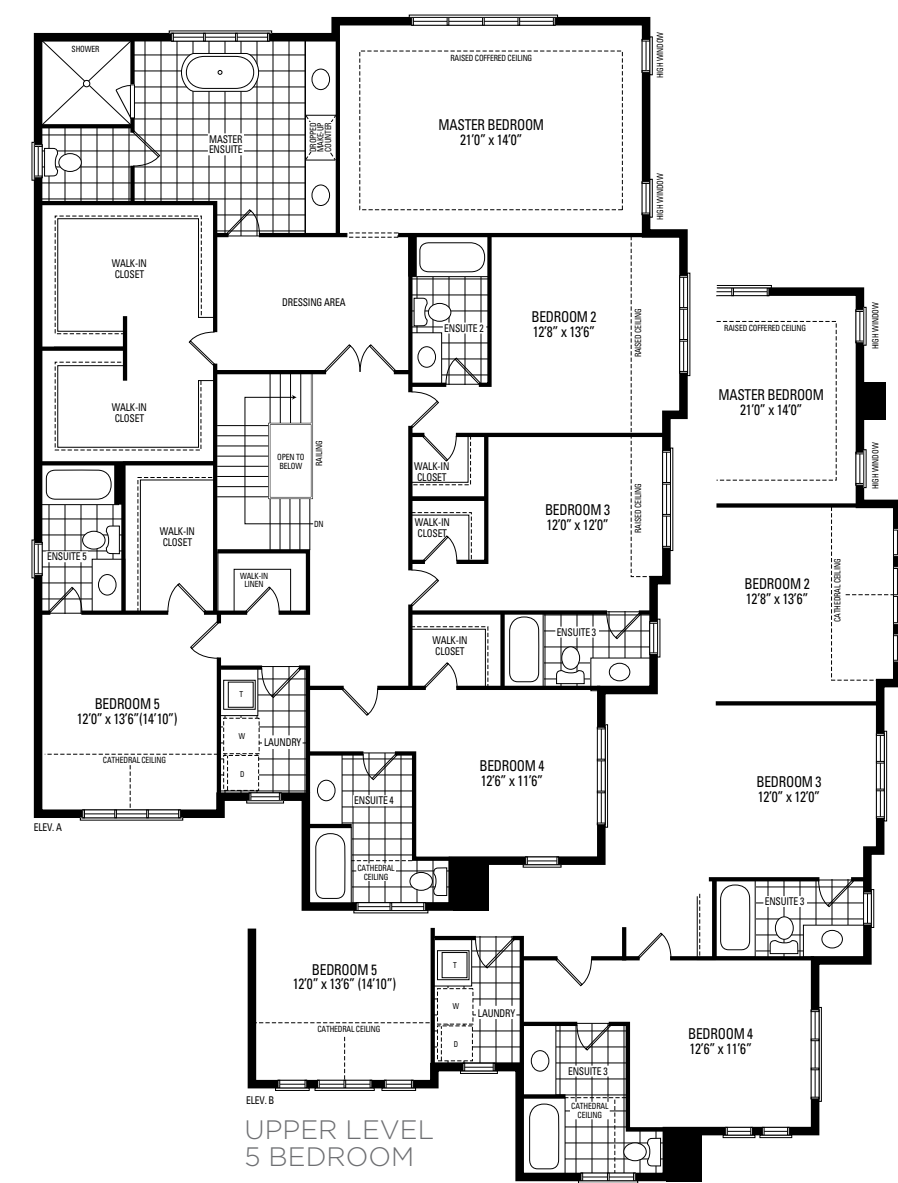 SHOWER
RAISED COFFERED CEILING
HIGH WINDOW
MASTER BEDROOM
21'0" x 14'0"
DROPPED
MAKE-UP
COUNTER
MASTER
ENSUITE
HIGH WINDOW
WALK-IN
CLOSET
DRESSING AREA
ENSUITE 2
BEDROOM 2
12'8" x 13'6"
RAISED CEILING
WALK-IN
CLOSET
OPEN TO
BELOW
RAILING
DN
WALK-IN
CLOSET
WALK-IN
CLOSET
BEDROOM 3
12'0" x 12'0"
RAISED CEILING
ENSUITE 5
WALK-IN
CLOSET
WALK-IN
LINEN
WALK-IN
CLOSET
ENSUITE 3
BEDROOM 5
12'0" x 13'6"(14'10")
CATHEDRAL CEILING
T
W
D
LAUNDRY
BEDROOM 4
12'6" x 11'6"
ENSUITE 4
CATHEDRAL
CEILING
ELEV. A
RAISED COFFERED CEILING
HIGH WINDOW
MASTER BEDROOM
21'0" x 14'0"
HIGH WINDOW
BEDROOM 2
12'8" x 13'6"
CATHEDRAL CEILING
BEDROOM 3
12'0" x 12'0"
ENSUITE 3
BEDROOM 5
12'0" x 13'6" (14'10")
CATHEDRAL CEILING
T
W
D
LAUNDRY
BEDROOM 4
12'6" x 11'6"
ENSUITE 3
CATHEDRAL
CEILING
ELEV. B
UPPER LEVEL
5 BEDROOM